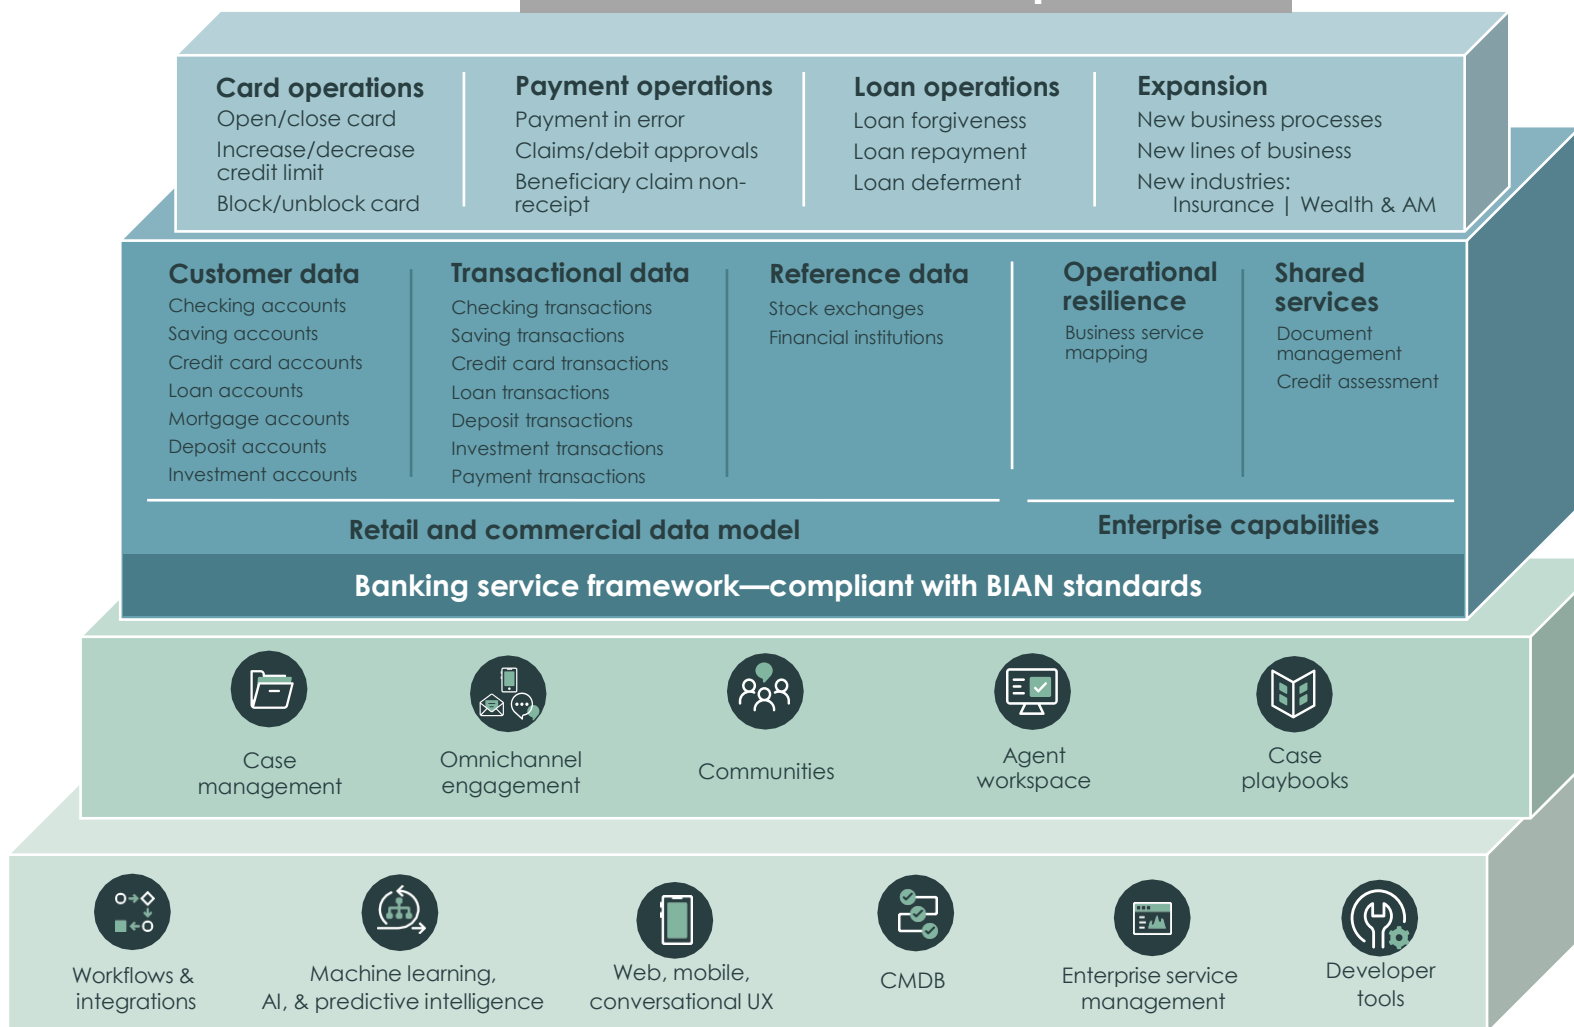 Card operations
Open/close card
Increase/decrease
credit limit
Block/unblock card
Payment operations
Payment in error
Claims/debit approvals
Beneficiary claim non-
receipt
Loan operations
Loan forgiveness
Loan repayment
Loan deferment
Expansion
New business processes
New lines of business
New industries:
Insurance | Wealth & AM
Customer data
Checking accounts
Saving accounts
Credit card accounts
Loan accounts
Mortgage accounts
Deposit accounts
Investment accounts
Transactional data
Checking transactions
Saving transactions
Credit card transactions
Loan transactions
Deposit transactions
Investment transactions
Payment transactions
Reference data
Stock exchanges
Financial institutions
Operational
resilience
Business service
mapping
Shared
services
Document
management
Credit assessment
Retail and commercial data model
Enterprise capabilities
Banking service framework—compliant with BIAN standards
Case
management
Omnichannel
engagement
Communities
Agent
workspace
Case
playbooks
Workflows &
integrations
Machine learning,
AI, & predictive intelligence
Web, mobile,
conversational UX
CMDB
Enterprise service
management
Developer
tools